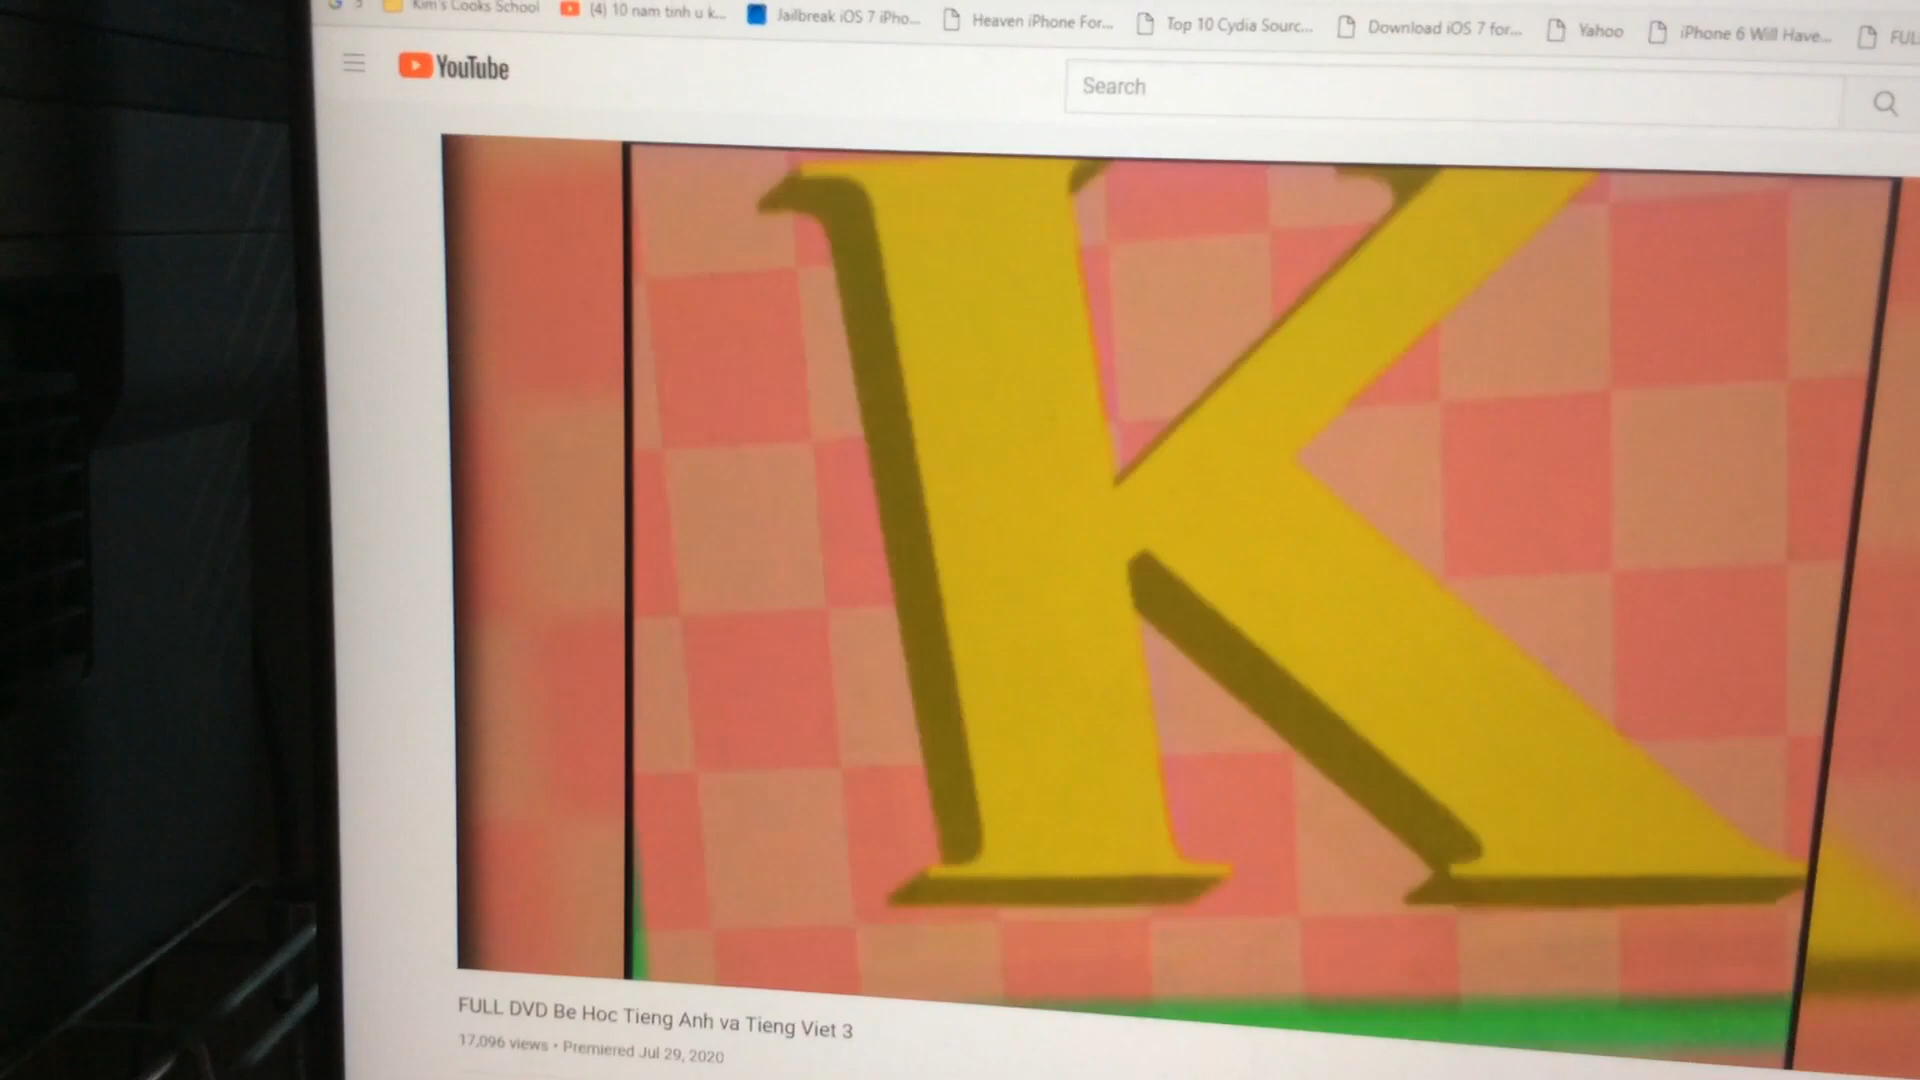 Kim's Cooks School (4) 10 nam tinh u k... Jailbreak iOS 7 iPho... Heaven iPhone For... Top 10 Cydia Sourc... Download iOS 7 for... Yahoo iPhone 6 Will Have... FUL
YouTube
Search
K
FULL DVD Be Hoc Tieng Anh va Tieng Viet 3
17,096 views • Premiered Jul 29, 2020